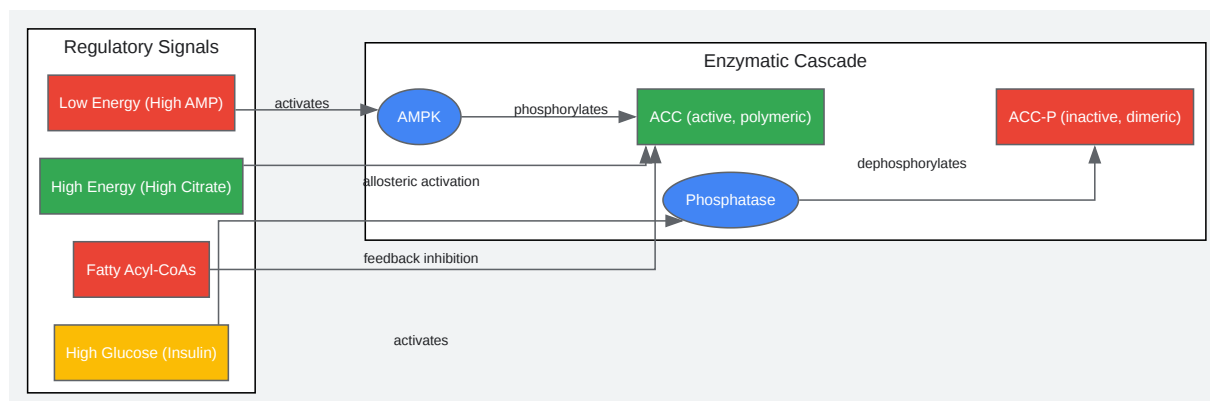 Regulatory Signals
Enzymatic Cascade
Low Energy (High AMP)
activates
AMPK
phosphorylates
ACC (active, polymeric)
ACC-P (inactive, dimeric)
High Energy (High Citrate)
allosteric activation
dephosphorylates
Phosphatase
Fatty Acyl-CoAs
feedback inhibition
High Glucose (Insulin)
activates